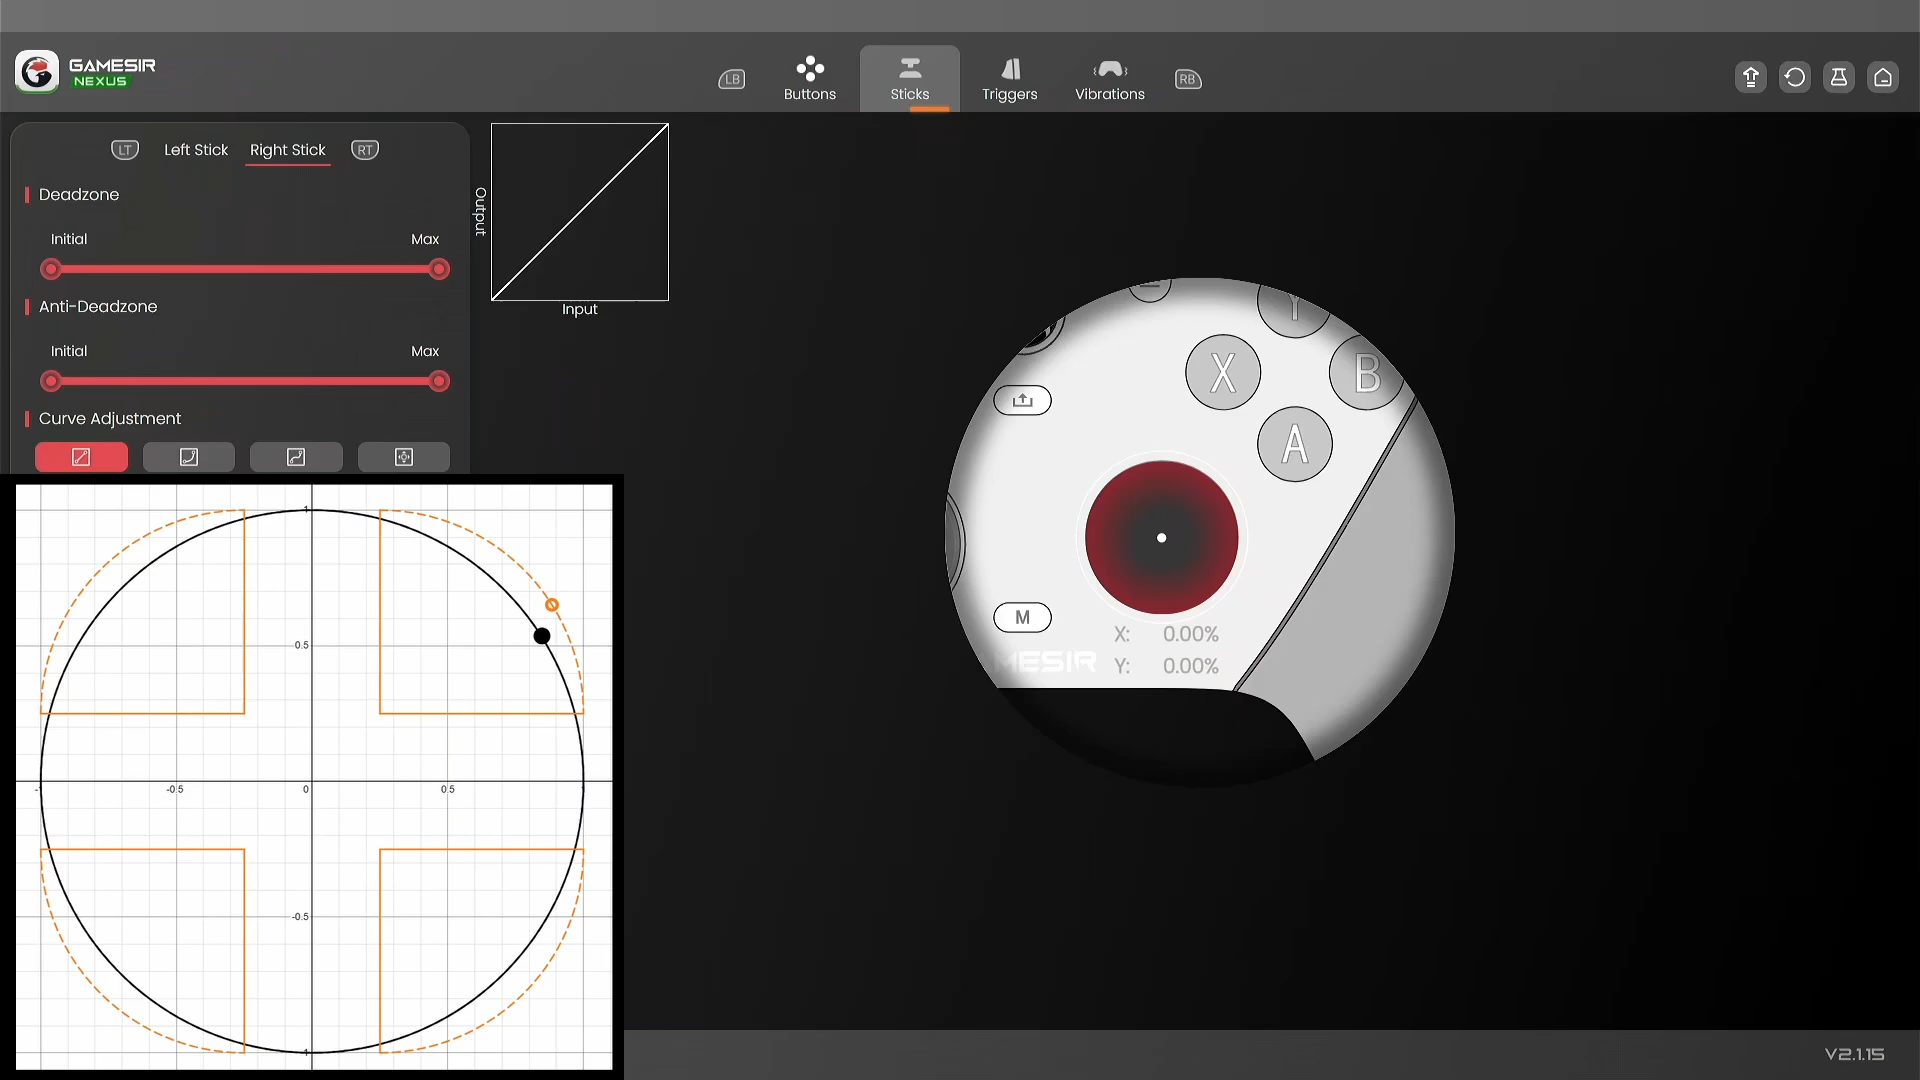 GAMESIR
NEXUS
LB
Buttons
Sticks
Triggers
Vibrations
RB
LT
Left Stick
Right Stick
RT
Deadzone
Initial
Max
Anti-Deadzone
Initial
Max
Curve Adjustment
Output
Input
Y
X
B
A
M
X: 0.00%
Y: 0.00%
MESIR
1
0.5
-0.5
0
0.5
-0.5
V2.1.15